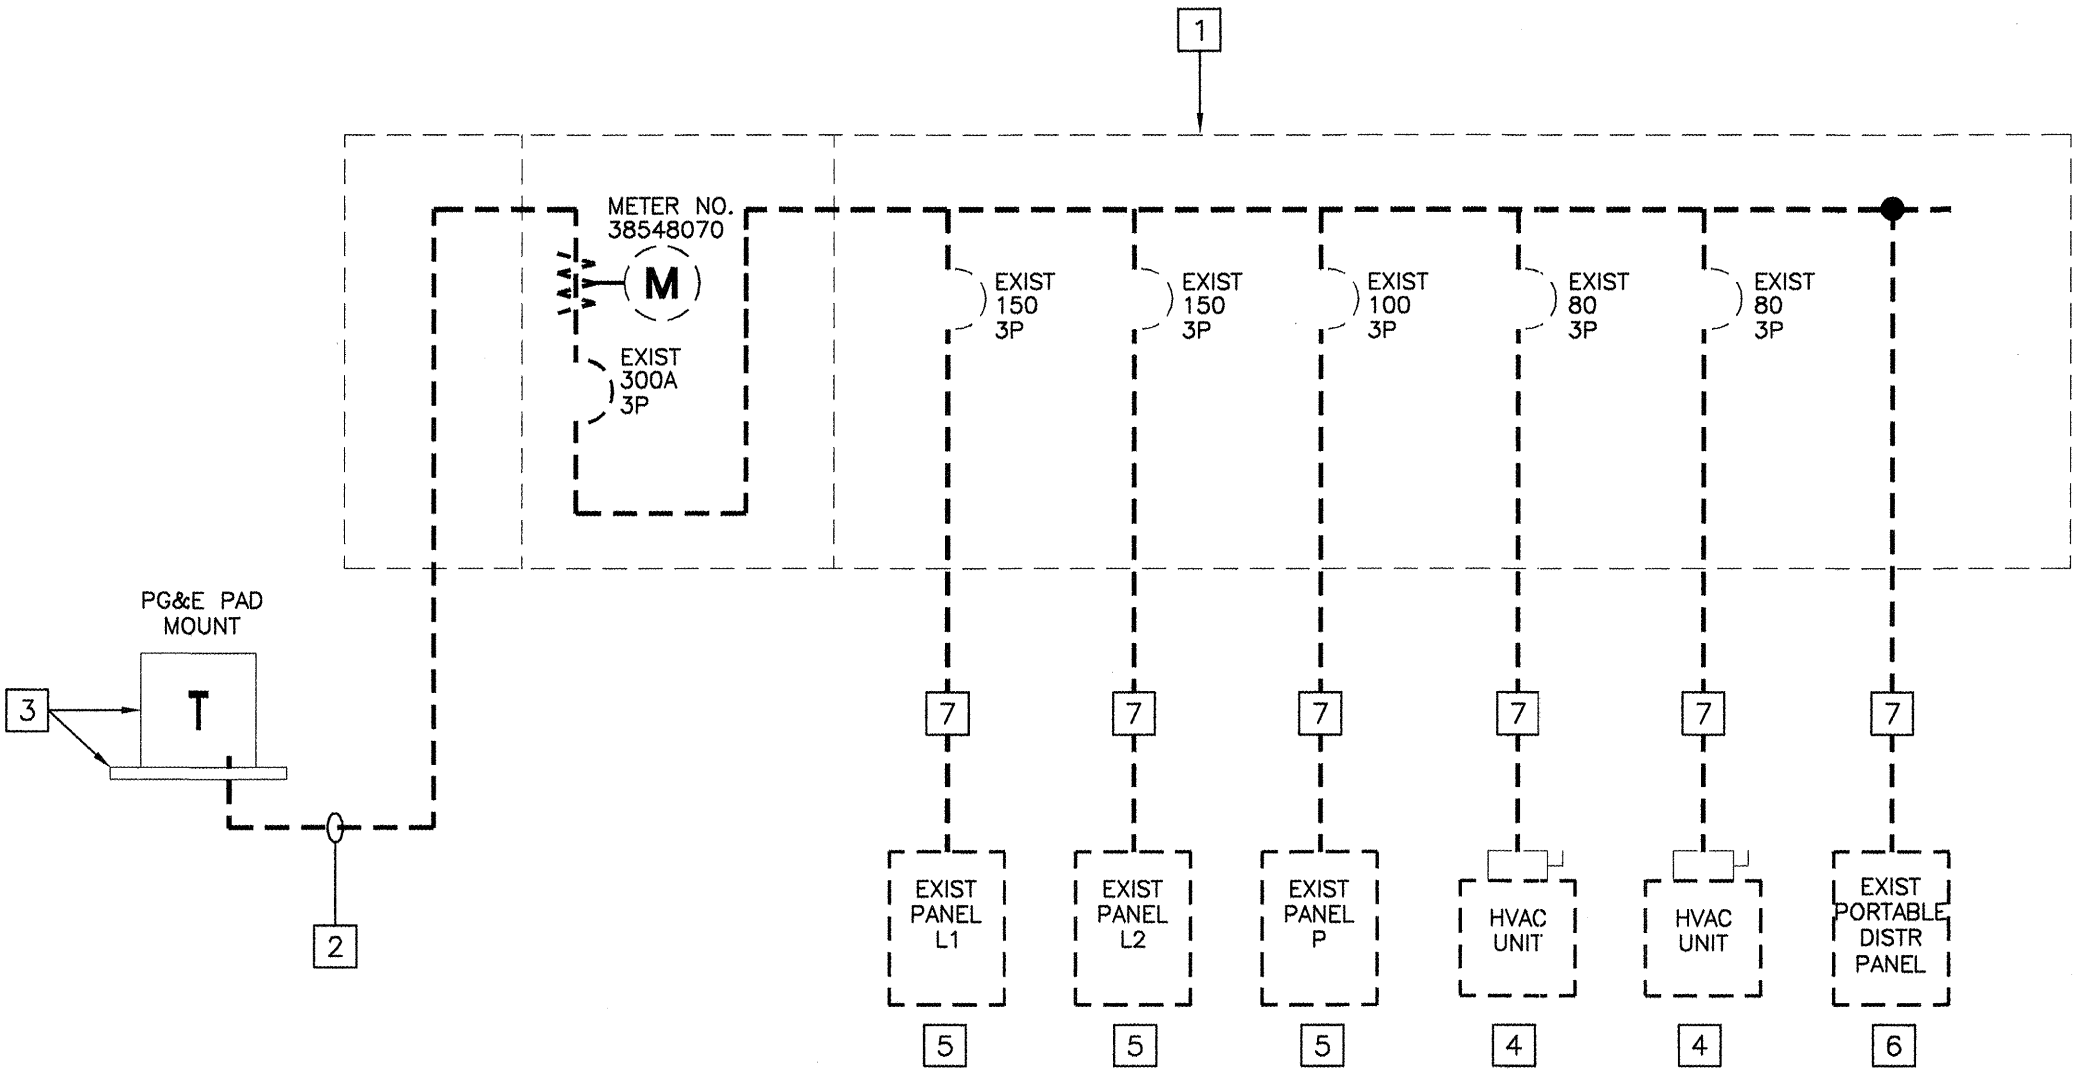 1
METER NO.
38548070
M
EXIST
300A
3P
EXIST
150
3P
EXIST
150
3P
EXIST
100
3P
EXIST
80
3P
EXIST
80
3P
PG&E PAD
MOUNT
T
3
2
7
7
7
7
7
7
EXIST
PANEL
L1
EXIST
PANEL
L2
EXIST
PANEL
P
HVAC
UNIT
HVAC
UNIT
EXIST
PORTABLE
DISTR
PANEL
5
5
5
4
4
6